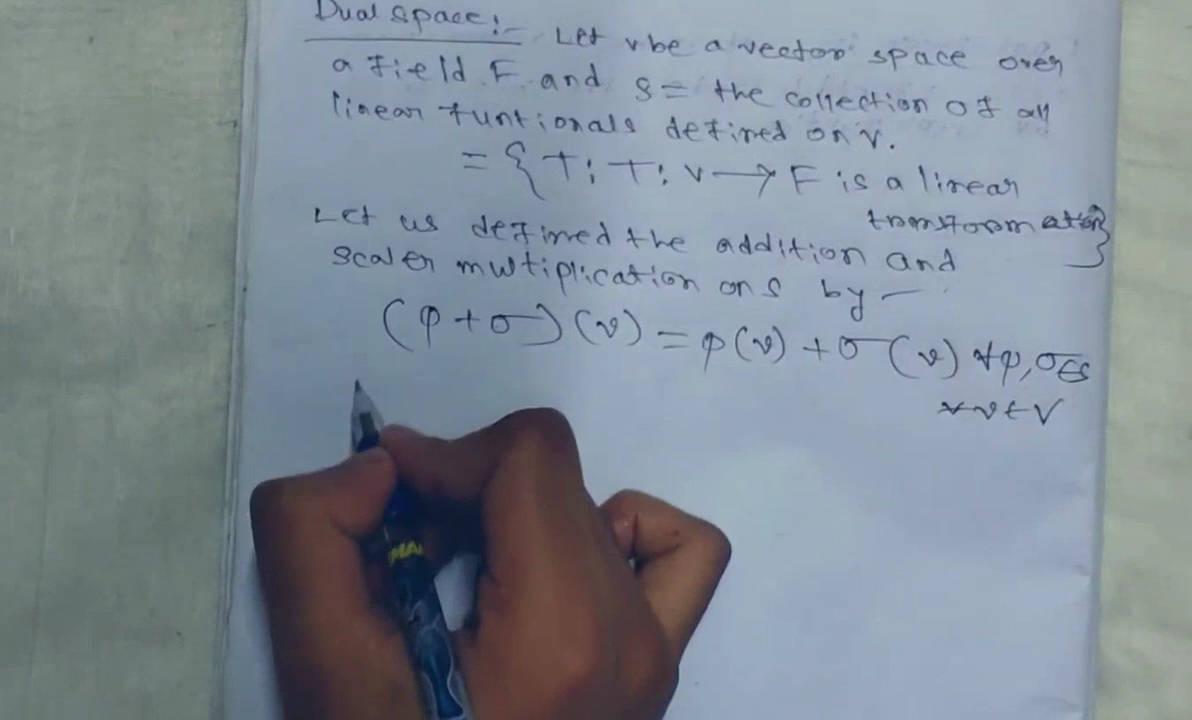 Dual space:-
Let v be a vector space over
a field F and S = the collection of all
linear funtionals defined on v.
= { T : T : V → F is a linear
transformation }
Let us defined the addition and
scaler multiplication on S by —
(φ + σ) (v) = φ (v) + σ (v) ∀ φ, σ ∈ S
∀ v ∈ V
MAX